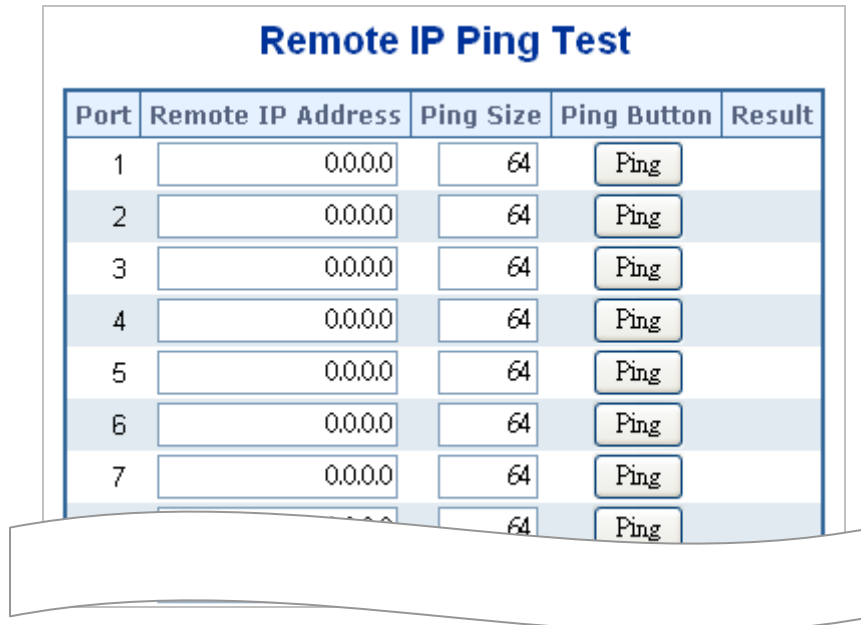 Remote IP Ping Test
Port Remote IP Address Ping Size Ping Button Result
1 0.0.0.0 64 Ping
2 0.0.0.0 64 Ping
3 0.0.0.0 64 Ping
4 0.0.0.0 64 Ping
5 0.0.0.0 64 Ping
6 0.0.0.0 64 Ping
7 0.0.0.0 64 Ping
64 Ping